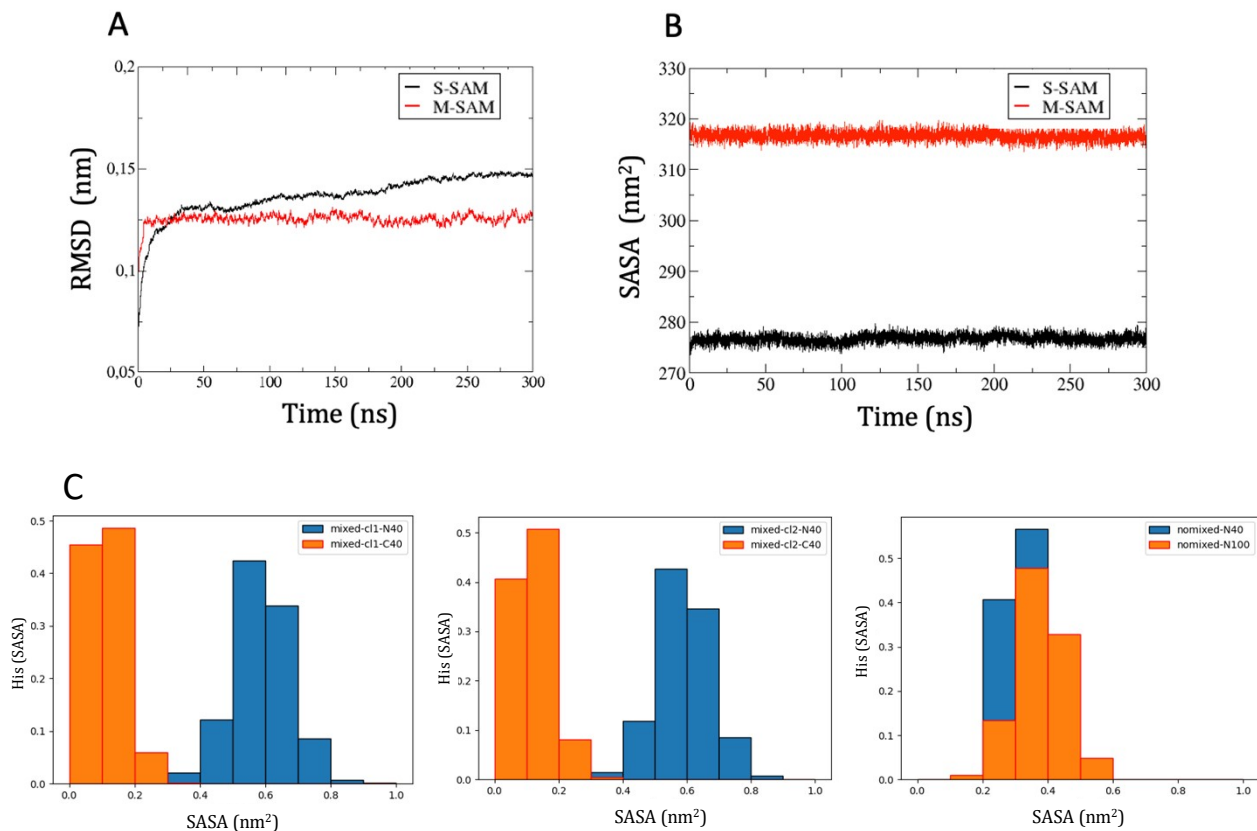 A
RMSD (nm)
0,2
0,15
0,1
0,05
S-SAM
M-SAM
0 50 100 150 200 250 300
Time (ns)
B
SASA (nm²)
330
320
310
300
290
280
270
S-SAM
M-SAM
0 50 100 150 200 250 300
Time (ns)
C
His (SASA)
0.5
0.4
0.3
0.2
0.1
0.0
mixed-cl1-N40
mixed-cl1-C40
0.0 0.2 0.4 0.6 0.8 1.0
SASA (nm²)
His (SASA)
0.5
0.4
0.3
0.2
0.1
0.0
mixed-cl2-N40
mixed-cl2-C40
0.0 0.2 0.4 0.6 0.8 1.0
SASA (nm²)
His (SASA)
0.5
0.4
0.3
0.2
0.1
0.0
nomixed-N40
nomixed-N100
0.0 0.2 0.4 0.6 0.8 1.0
SASA (nm²)